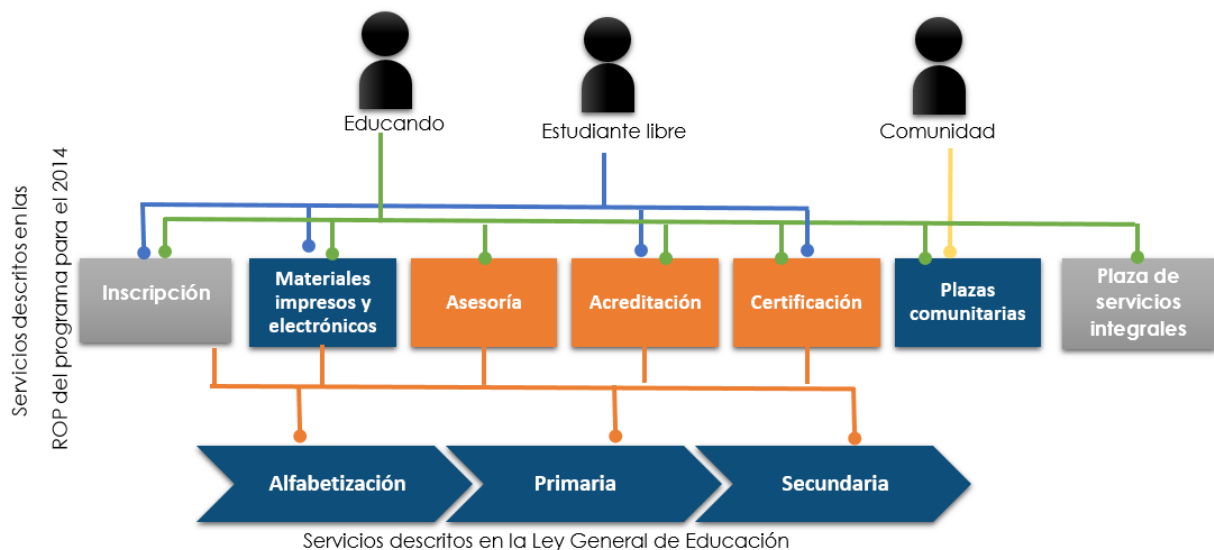 Educando
Estudiante libre
Comunidad
Servicios descritos en las
ROP del programa para el 2014
Inscripción
Materiales
impresos y
electrónicos
Asesoría
Acreditación
Certificación
Plazas
comunitarias
Plaza de
servicios
integrales
Alfabetización
Primaria
Secundaria
Servicios descritos en la Ley General de Educación